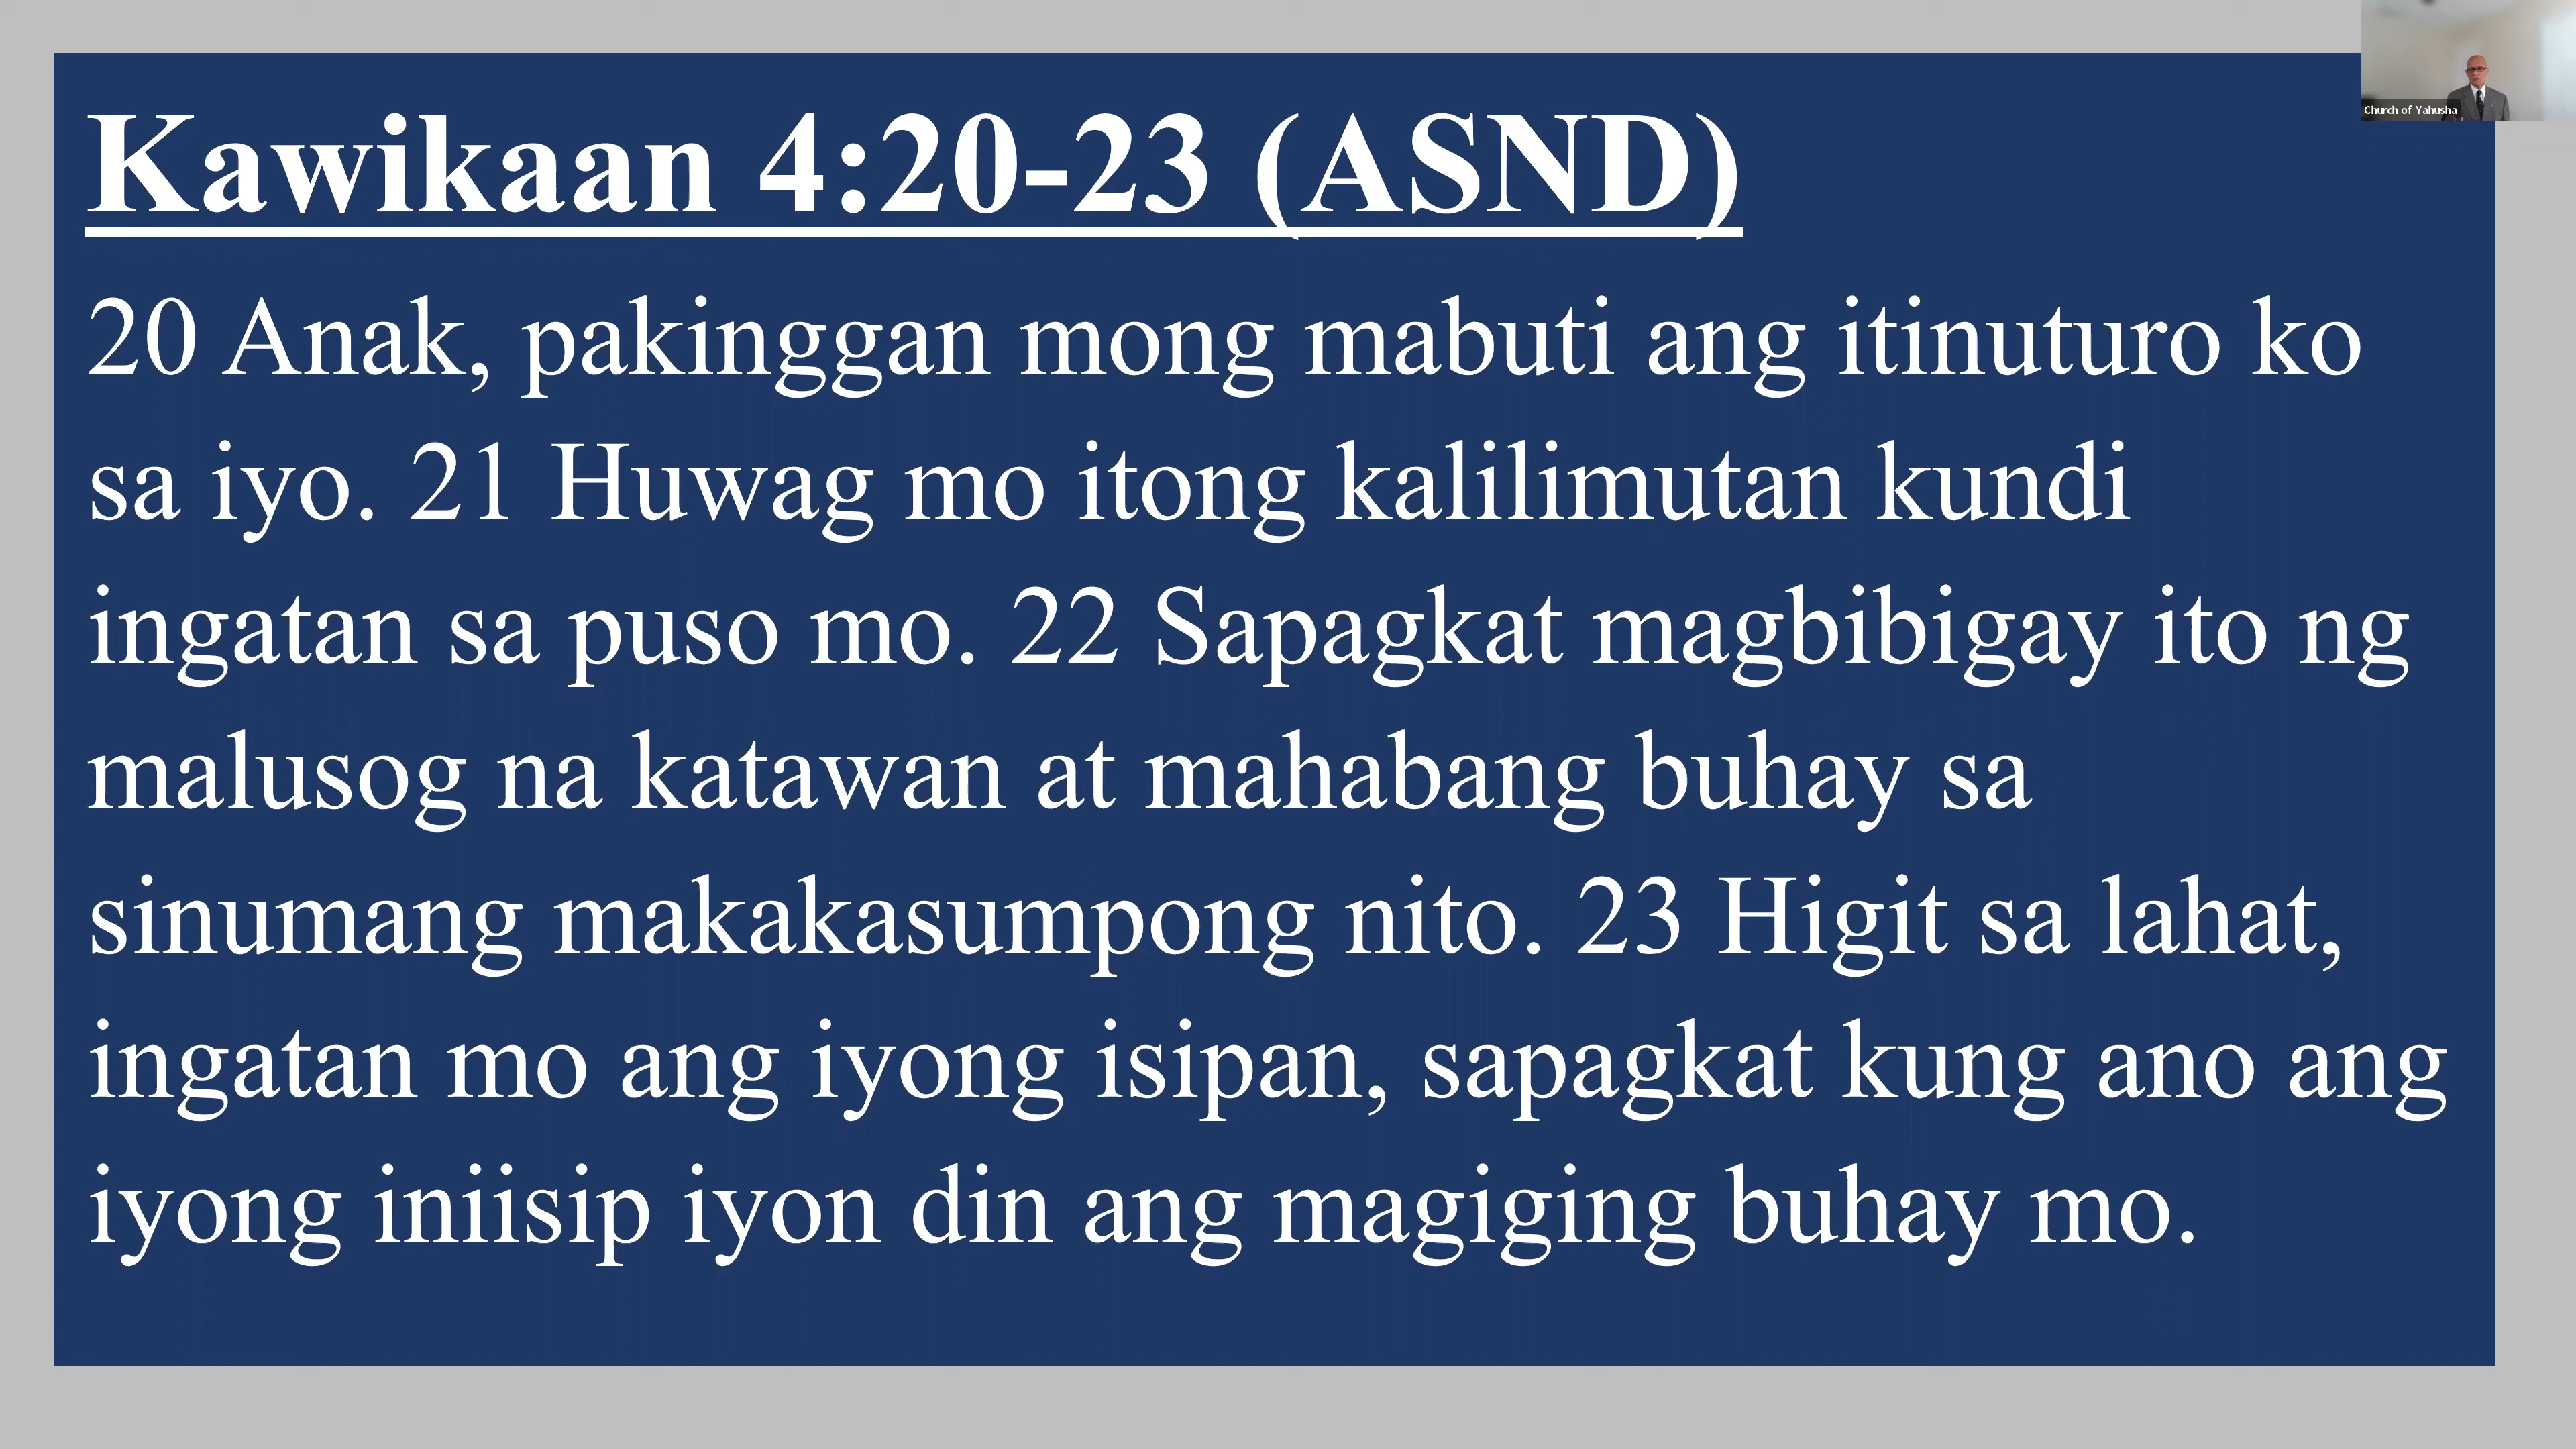 Kawikaan 4:20-23 (ASND)
20 Anak, pakinggan mong mabuti ang itinuturo ko
sa iyo. 21 Huwag mo itong kalilimutan kundi
ingatan sa puso mo. 22 Sapagkat magbibigay ito ng
malusog na katawan at mahabang buhay sa
sinumang makakasumpong nito. 23 Higit sa lahat,
ingatan mo ang iyong isipan, sapagkat kung ano ang
iyong iniisip iyon din ang magiging buhay mo.
Church of Yahusha